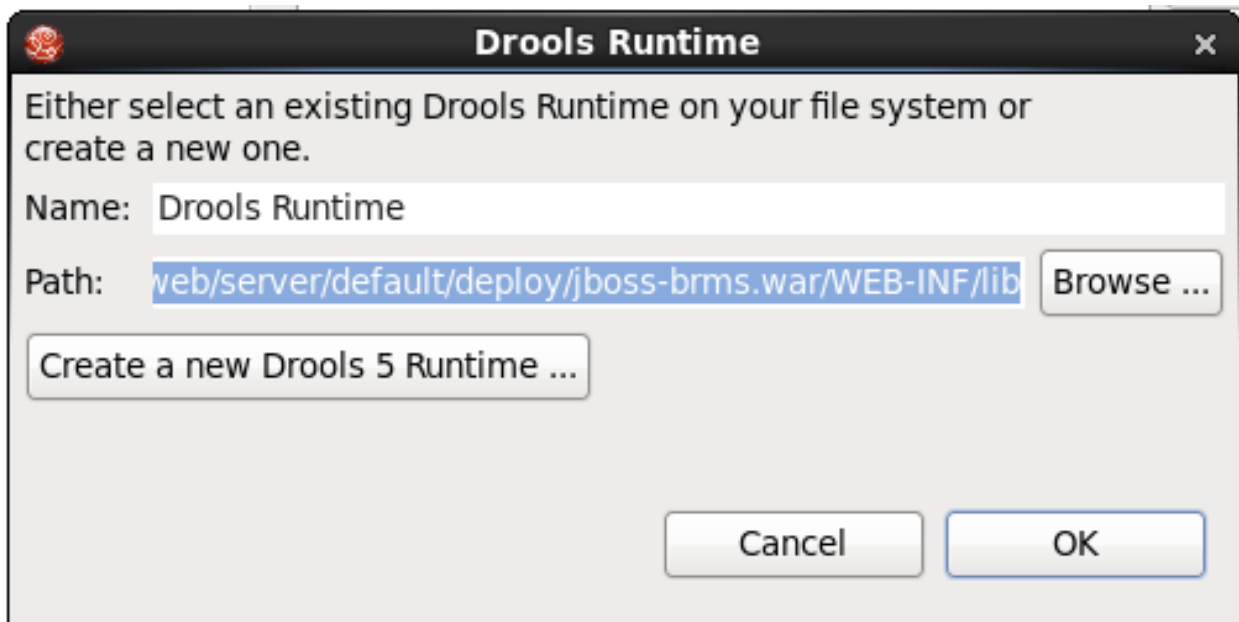 Drools Runtime
Either select an existing Drools Runtime on your file system or
create a new one.
Name: Drools Runtime
Path: web/server/default/deploy/jboss-brms.war/WEB-INF/lib Browse ...
Create a new Drools 5 Runtime ...
Cancel OK